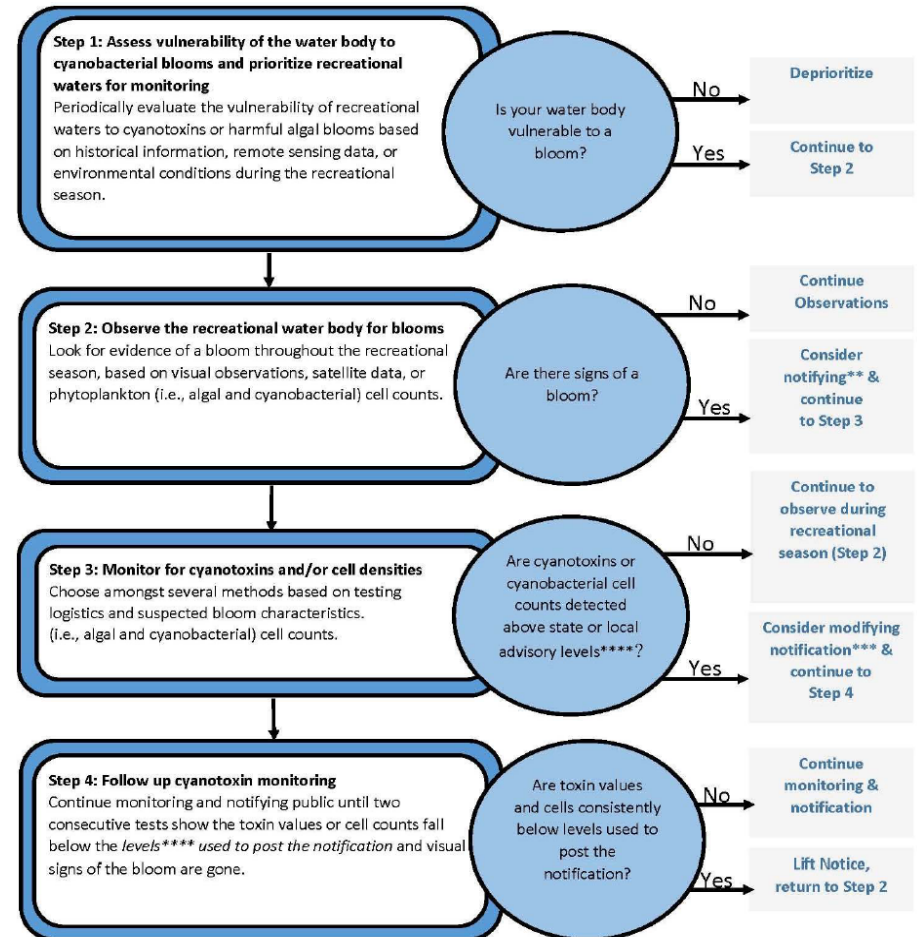 Step 1: Assess vulnerability of the water body to
cyanobacterial blooms and prioritize recreational
waters for monitoring
Periodically evaluate the vulnerability of recreational
waters to cyanotoxins or harmful algal blooms based
on historical information, remote sensing data, or
environmental conditions during the recreational
season.
Is your water body
vulnerable to a
bloom?
No
Deprioritize
Yes
Continue to
Step 2
Step 2: Observe the recreational water body for blooms
Look for evidence of a bloom throughout the recreational
season, based on visual observations, satellite data, or
phytoplankton (i.e., algal and cyanobacterial) cell counts.
Are there signs of a
bloom?
No
Continue
Observations
Yes
Consider
notifying** &
continue
to Step 3
Step 3: Monitor for cyanotoxins and/or cell densities
Choose amongst several methods based on testing
logistics and suspected bloom characteristics.
(i.e., algal and cyanobacterial) cell counts.
Are cyanotoxins or
cyanobacterial cell
counts detected
above state or local
advisory levels****?
No
Continue to
observe during
recreational
season (Step 2)
Yes
Consider modifying
notification*** &
continue to
Step 4
Step 4: Follow up cyanotoxin monitoring
Continue monitoring and notifying public until two
consecutive tests show the toxin values or cell counts fall
below the levels**** used to post the notification and visual
signs of the bloom are gone.
Are toxin values
and cells consistently
below levels used to
post the
notification?
No
Continue
monitoring &
notification
Yes
Lift Notice,
return to Step 2